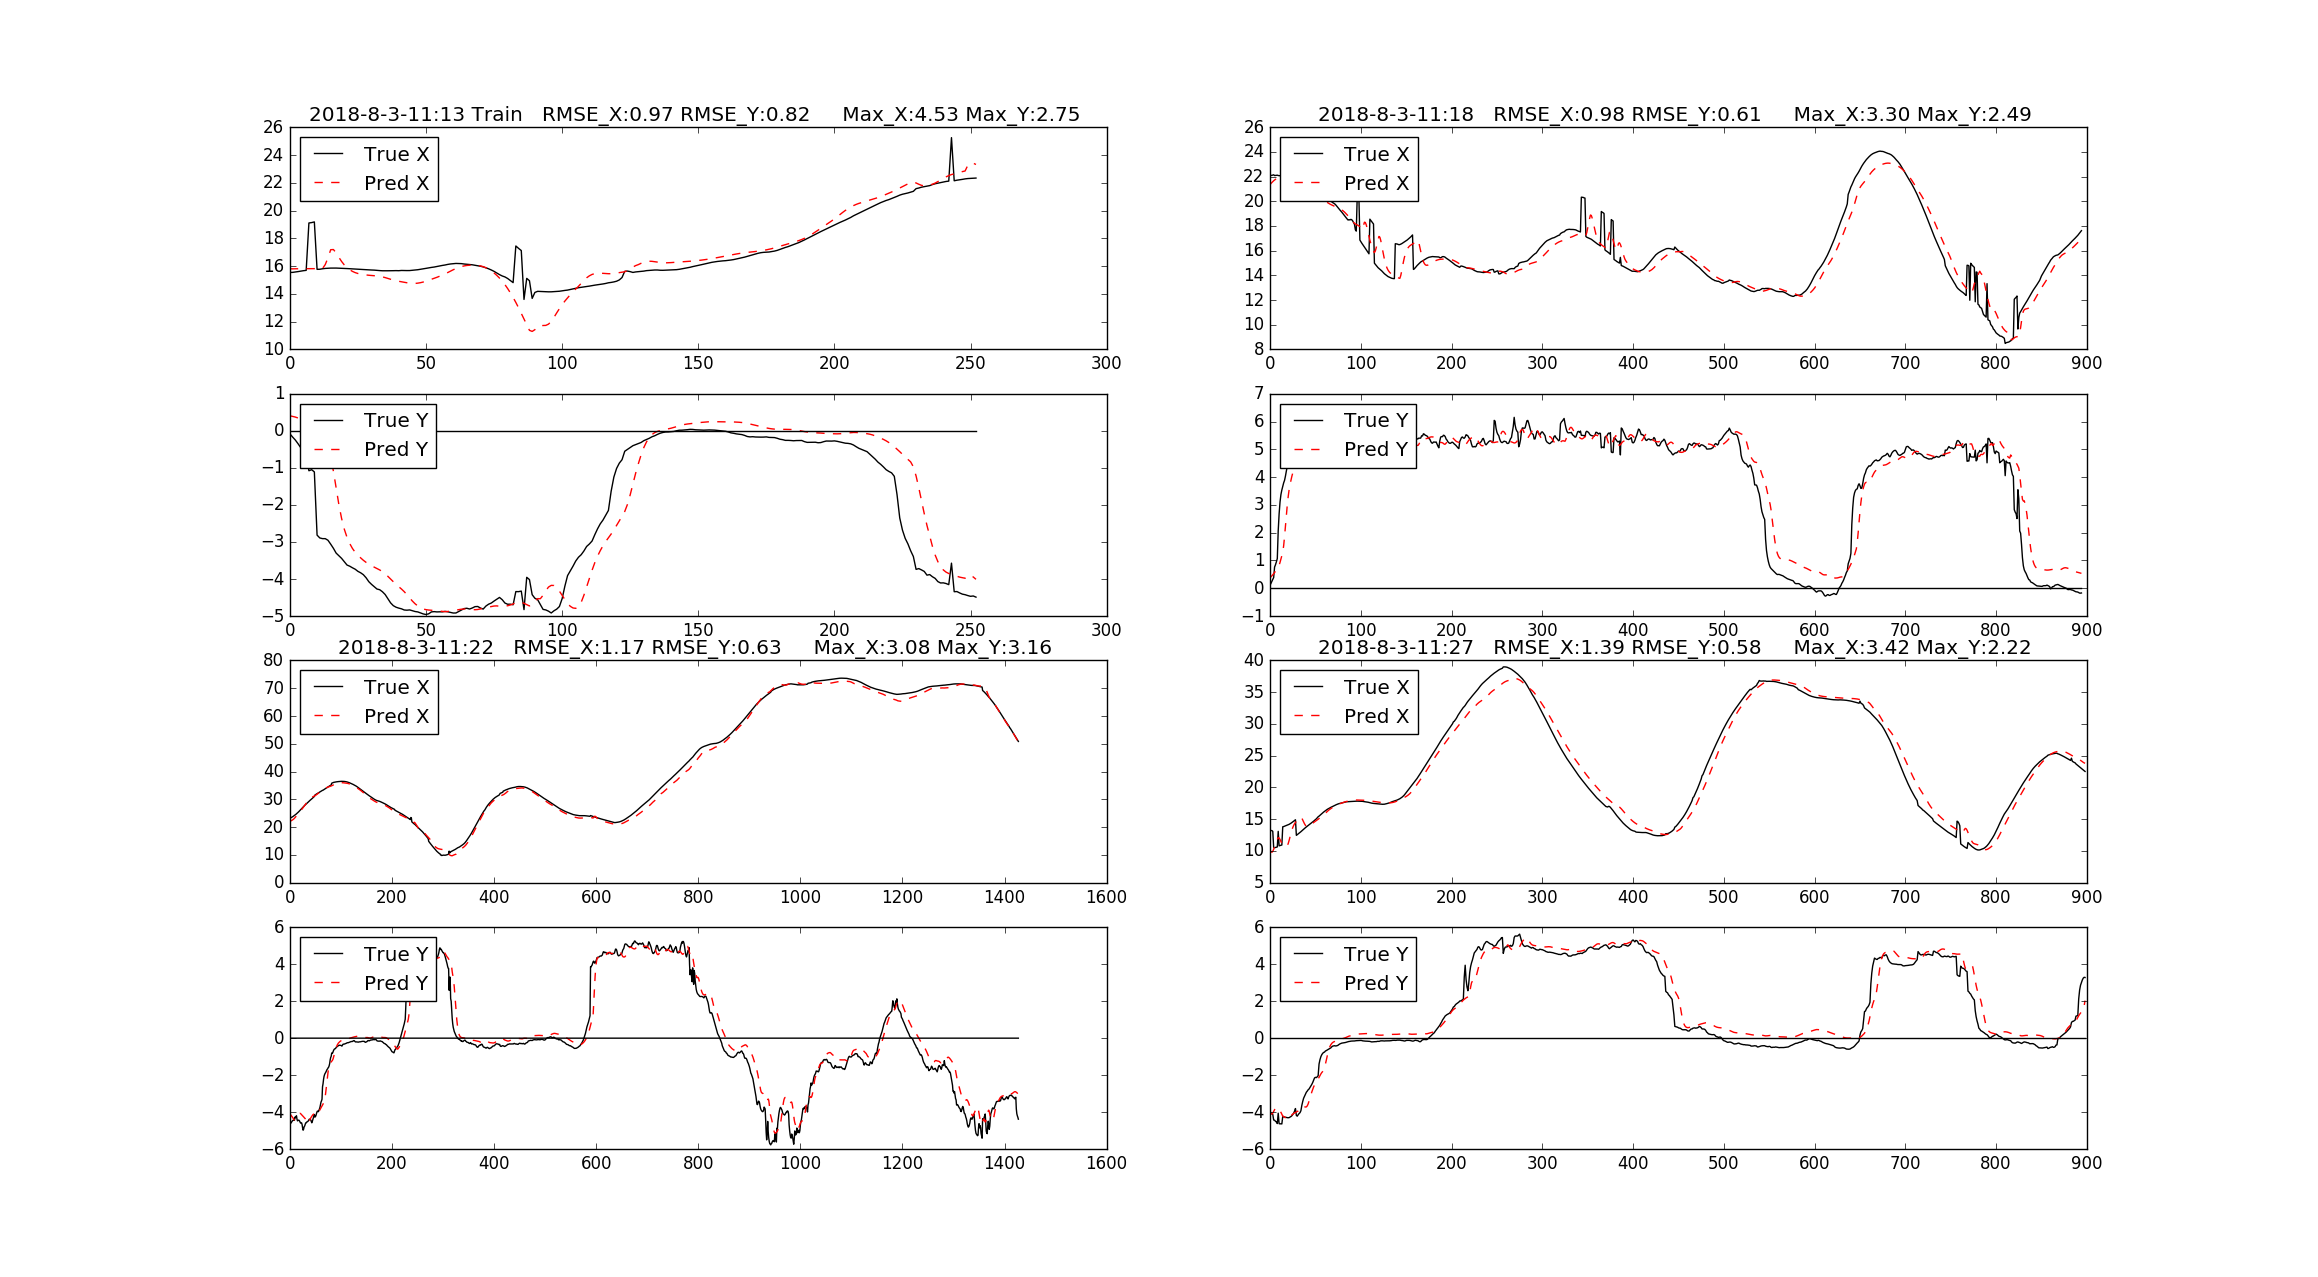 2018-8-3-11:13 Train   RMSE_X:0.97 RMSE_Y:0.82     Max_X:4.53 Max_Y:2.75
26
24
22
20
18
16
14
12
10
True X
Pred X
0 50 100 150 200 250 300
1
0
−1
−2
−3
−4
−5
True Y
Pred Y
0 50 100 150 200 250 300
2018-8-3-11:18   RMSE_X:0.98 RMSE_Y:0.61     Max_X:3.30 Max_Y:2.49
26
24
22
20
18
16
14
12
10
8
True X
Pred X
0 100 200 300 400 500 600 700 800 900
7
6
5
4
3
2
1
0
−1
True Y
Pred Y
0 100 200 300 400 500 600 700 800 900
2018-8-3-11:22   RMSE_X:1.17 RMSE_Y:0.63     Max_X:3.08 Max_Y:3.16
80
70
60
50
40
30
20
10
0
True X
Pred X
0 200 400 600 800 1000 1200 1400 1600
6
4
2
0
−2
−4
−6
True Y
Pred Y
0 200 400 600 800 1000 1200 1400 1600
2018-8-3-11:27   RMSE_X:1.39 RMSE_Y:0.58     Max_X:3.42 Max_Y:2.22
40
35
30
25
20
15
10
5
True X
Pred X
0 100 200 300 400 500 600 700 800 900
6
4
2
0
−2
−4
−6
True Y
Pred Y
0 100 200 300 400 500 600 700 800 900